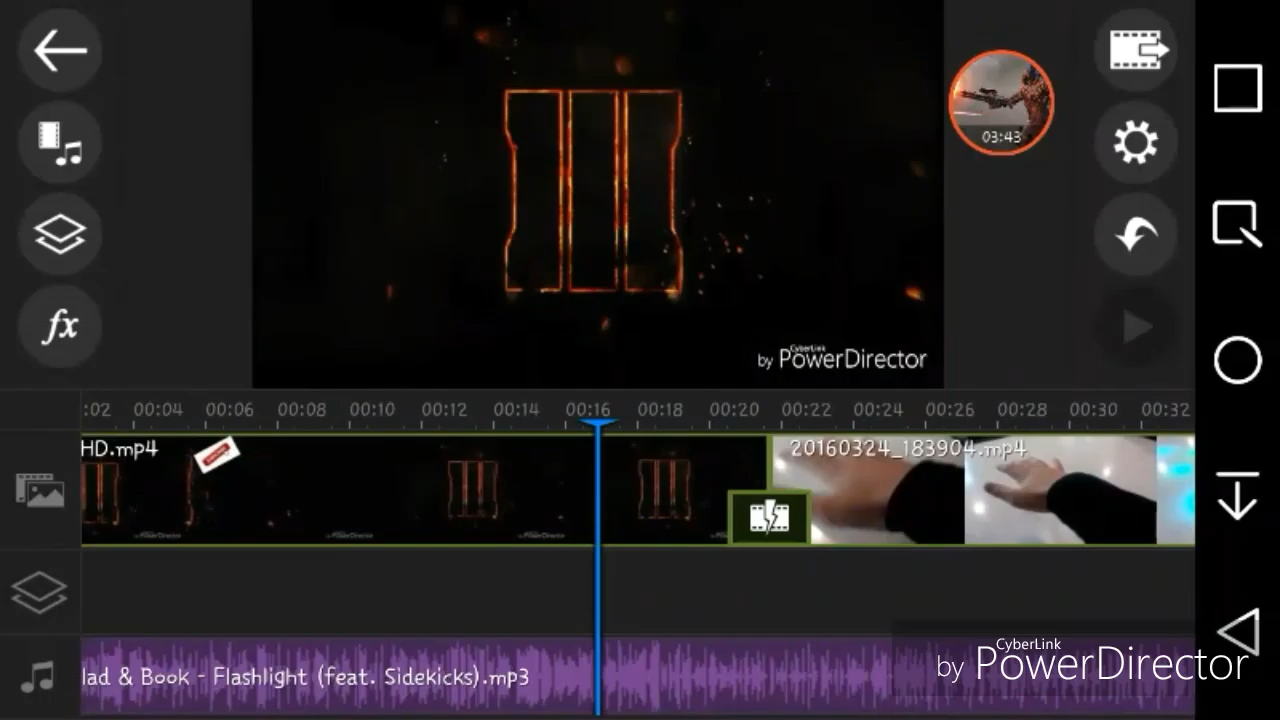 03:43
CyberLink
by PowerDirector
:02 00:04 00:06 00:08 00:10 00:12 00:14 00:16 00:18 00:20 00:22 00:24 00:26 00:28 00:30 00:32
HD.mp4
20160324_183904.mp4
fx
lad & Book - Flashlight (feat. Sidekicks).mp3
CyberLink
by PowerDirector